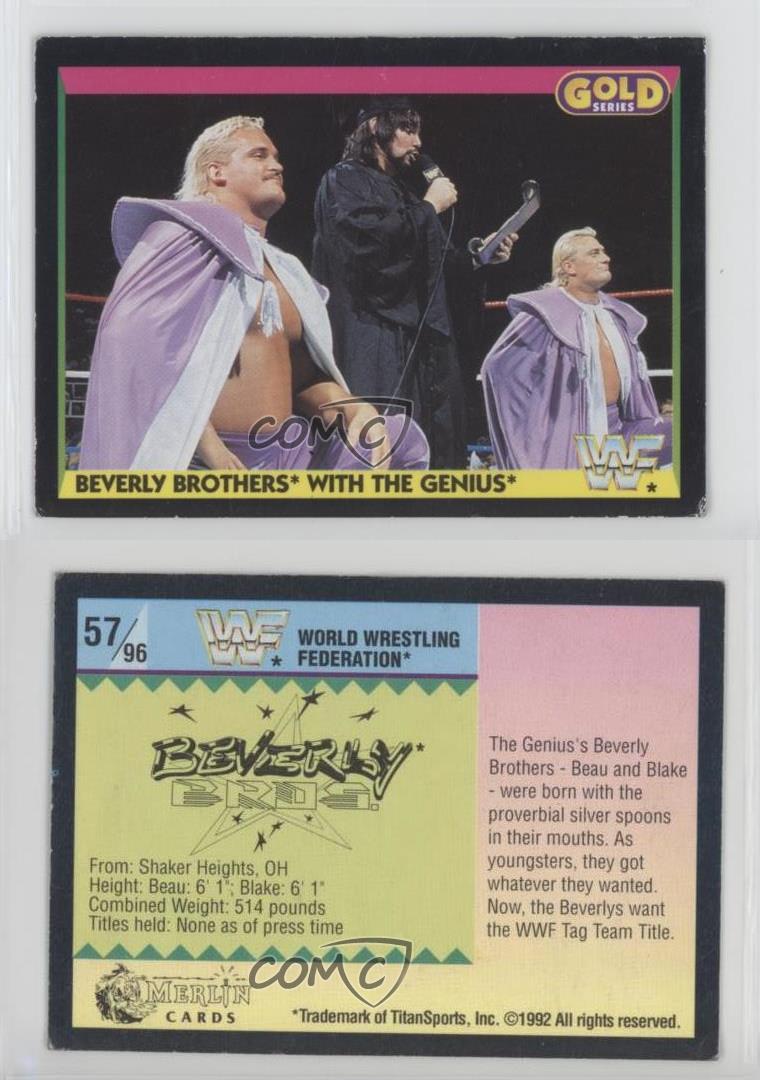 GOLD
SERIES
COMC
BEVERLY BROTHERS* WITH THE GENIUS*
WF*
57/96
WF*
WORLD WRESTLING
FEDERATION*
BEVERLY*
BROS.
From: Shaker Heights, OH
Height: Beau: 6' 1"; Blake: 6' 1"
Combined Weight: 514 pounds
Titles held: None as of press time
The Genius's Beverly
Brothers - Beau and Blake
- were born with the
proverbial silver spoons
in their mouths. As
youngsters, they got
whatever they wanted.
Now, the Beverlys want
the WWF Tag Team Title.
COMC
MERLIN
CARDS
*Trademark of TitanSports, Inc. ©1992 All rights reserved.